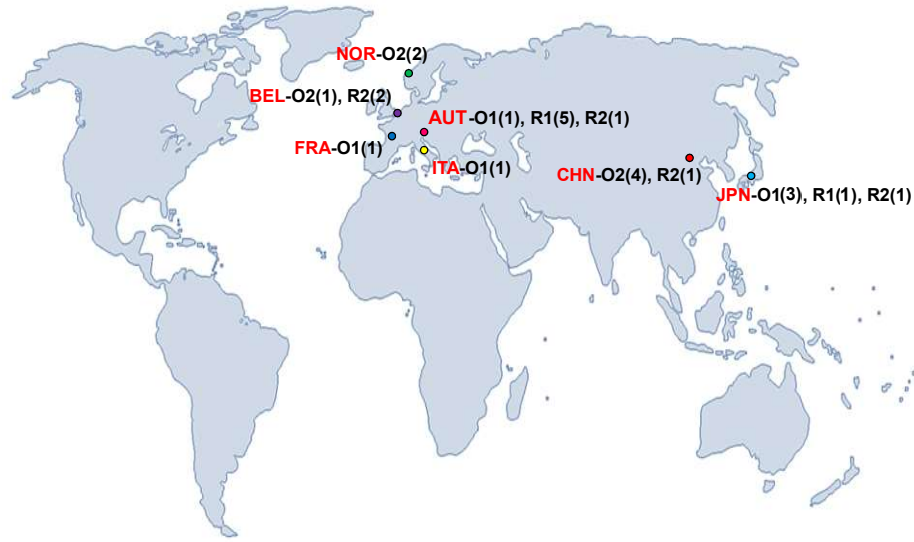 NOR-O2(2)
BEL-O2(1), R2(2)
AUT-O1(1), R1(5), R2(1)
FRA-O1(1)
ITA-O1(1)
CHN-O2(4), R2(1)
JPN-O1(3), R1(1), R2(1)